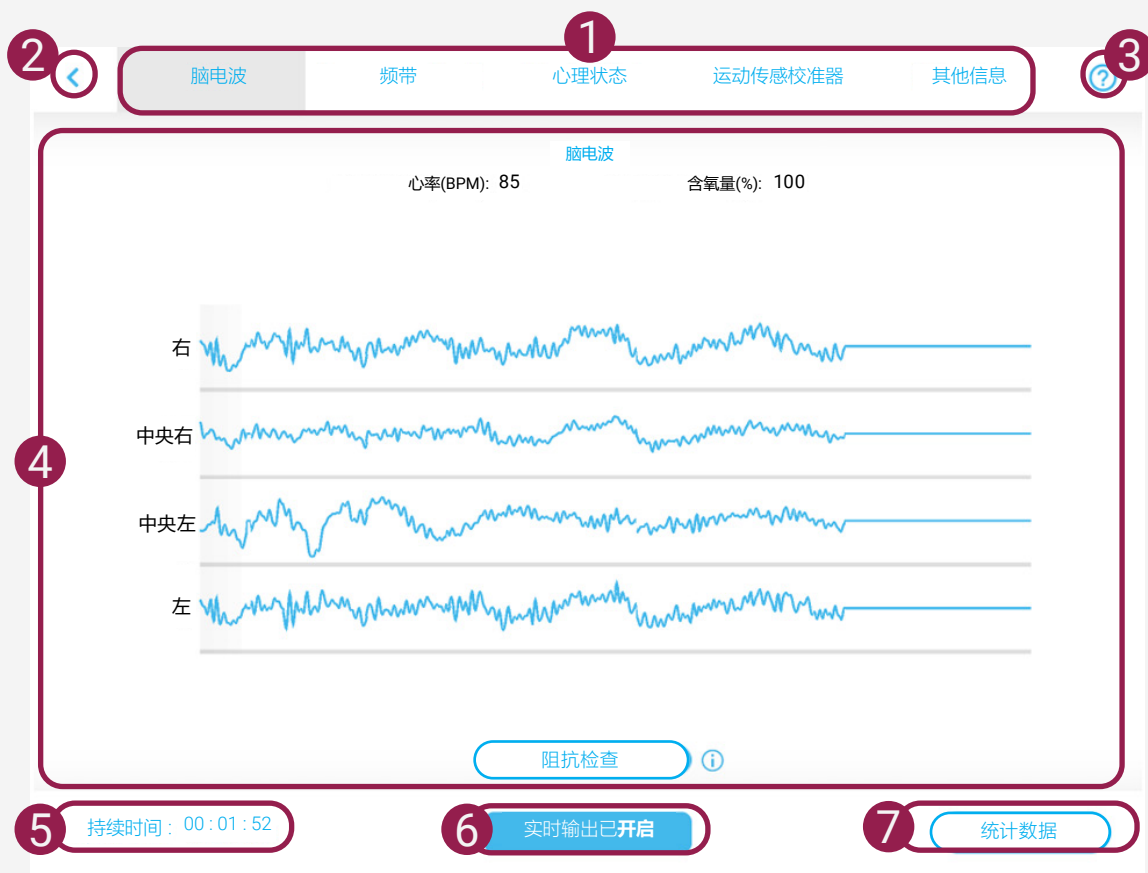 1
2
3
脑电波 频带 心理状态 运动传感校准器 其他信息
脑电波
心率(BPM): 85 含氧量(%): 100
右
中央右
4
中央左
左
阻抗检查
5 持续时间 : 00 : 01 : 52
6 实时输出已开启
7 统计数据